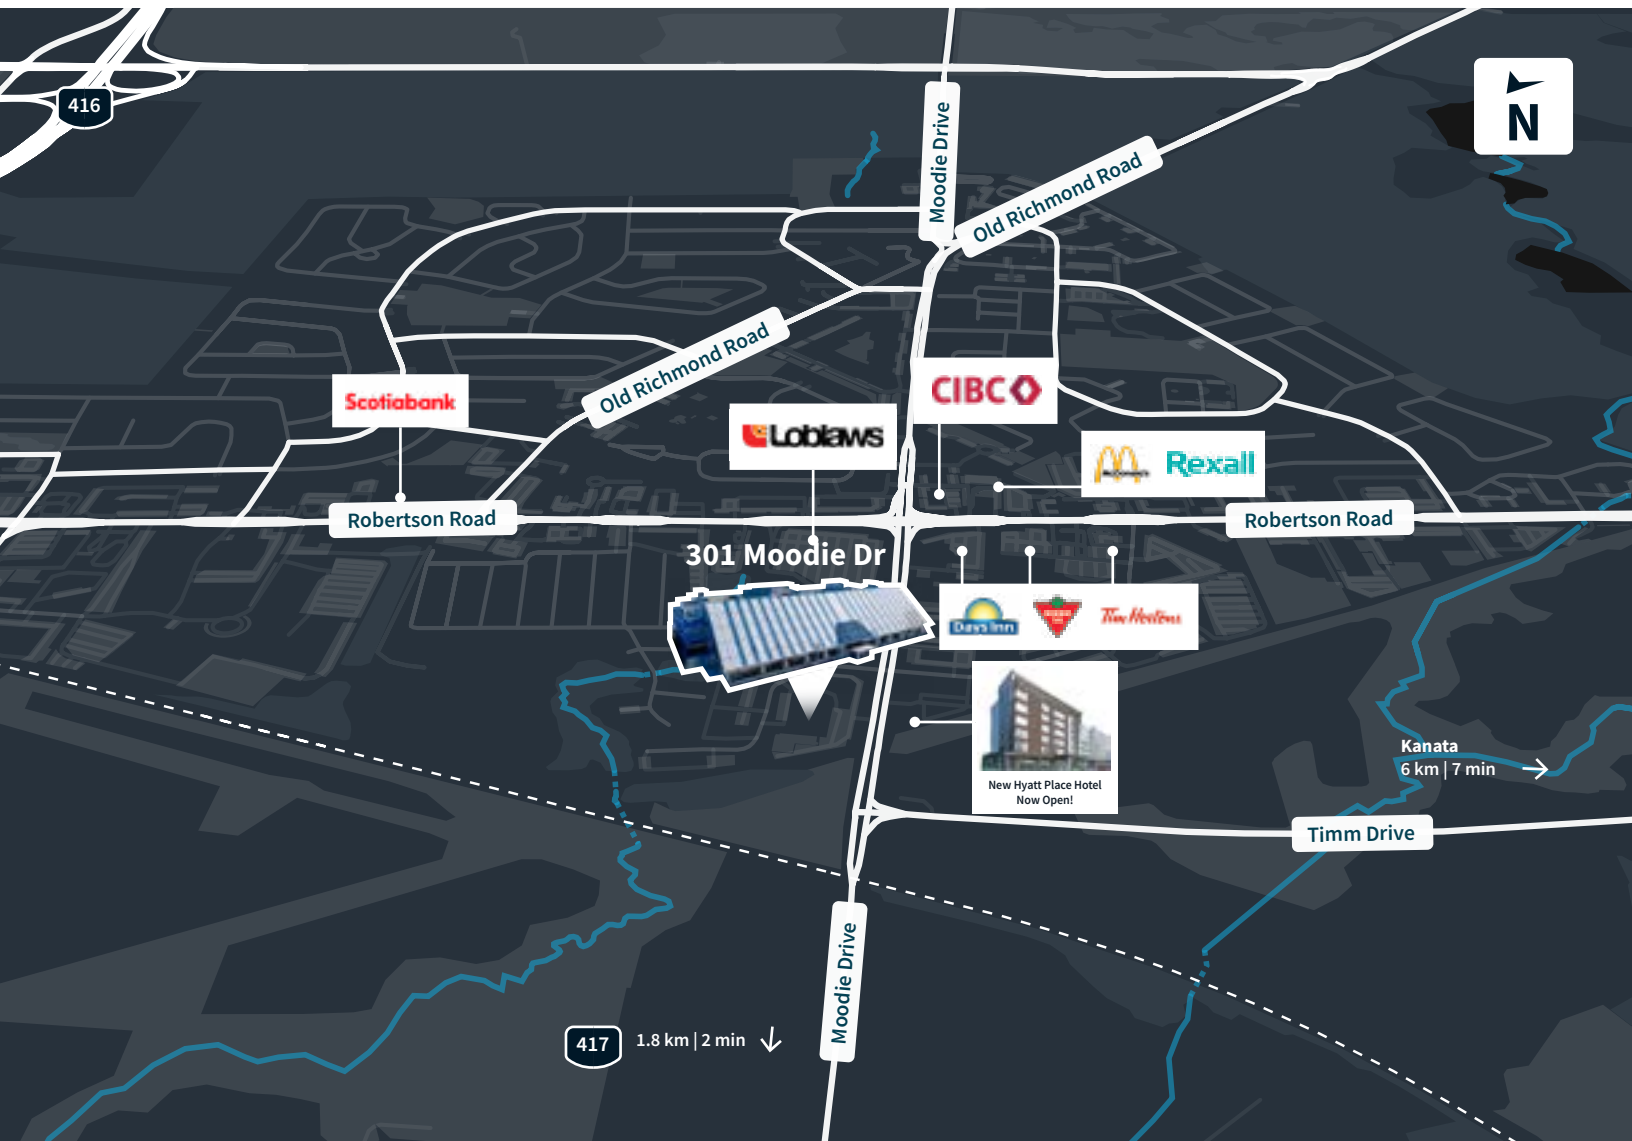 416
N
Moodie Drive
Old Richmond Road
Old Richmond Road
Scotiabank
CIBC
Loblaws
McDonald's
Rexall
Robertson Road
Robertson Road
301 Moodie Dr
Days Inn
Tim Hortons
New Hyatt Place Hotel
Now Open!
Kanata
6 km | 7 min
Timm Drive
Moodie Drive
417
1.8 km | 2 min